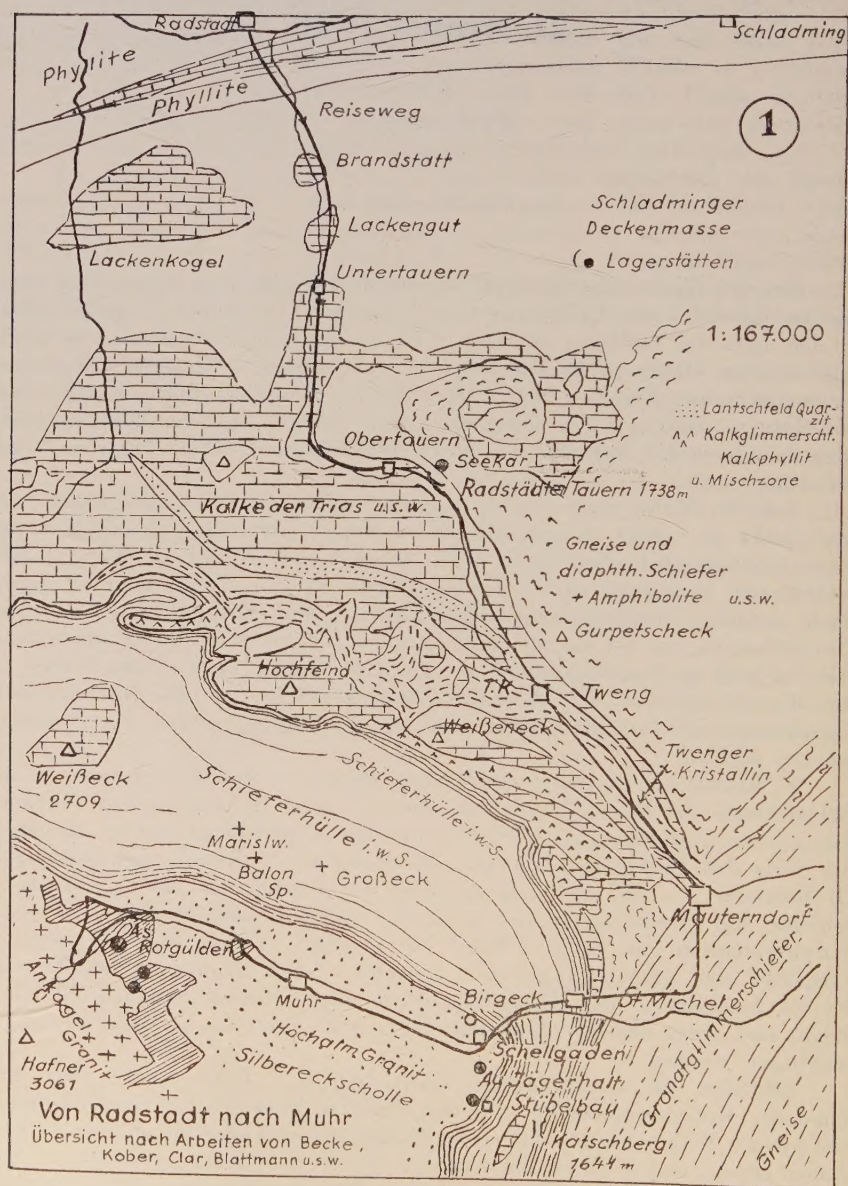 Radstadt
Schladming
Phyllite
Phyllite
1
Reiseweg
Brandstatt
Lackengut
Lackenkogel
Untertauern
Schladminger
Deckenmasse
( ● Lagerstätten
1:167.000
Lantschfeld Quar-
zit
Kalkglimmerschf.
Kalkphyllit
u. Mischzone
Obertauern
Seekar
Radstädter Tauern 1738m
Kalke der Trias u.s.w.
Gneise und
diaphth. Schiefer
+ Amphibolite u.s.w.
Gurpetscheck
Hochfeind
T.K.
Tweng
Weißeneck
Twenger
Kristallin
Weißeck
2709
Schieferhülle i.w.S.
Schieferhülle i.w.S.
Marislw.
Balon
Sp.
Großeck
Mauterndorf
As
Rotgülden
Ankogel
Granit
Muhr
Birgeck
St. Michel
Hochalm Granit
Silbereckscholle
Schellgaden
Au Jägerhalt
Stübelbau
Katschberg
1644 m
Granatglimmerschiefer
Gneise
Hafner
3061
Von Radstadt nach Muhr
Übersicht nach Arbeiten von Becke,
Kober, Clar, Blattmann u.s.w.